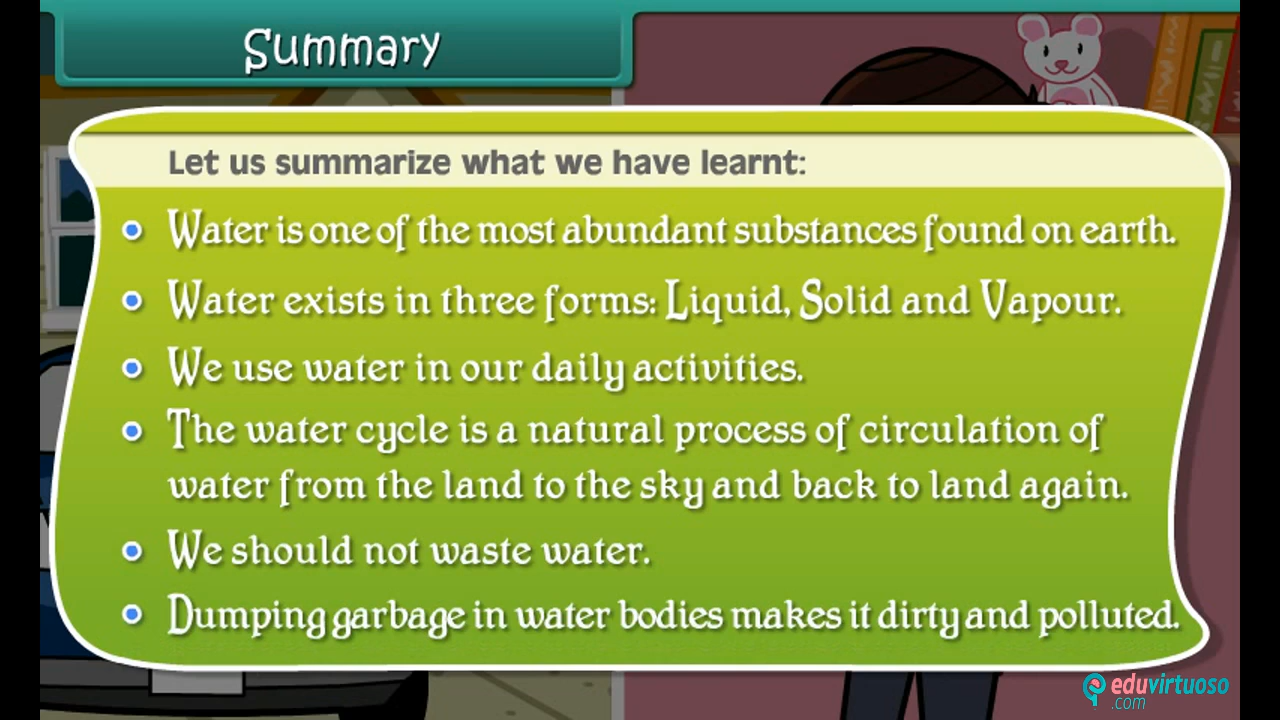 Summary
Let us summarize what we have learnt:
Water is one of the most abundant substances found on earth.
Water exists in three forms: Liquid, Solid and Vapour.
We use water in our daily activities.
The water cycle is a natural process of circulation of
water from the land to the sky and back to land again.
We should not waste water.
Dumping garbage in water bodies makes it dirty and polluted.
eduvirtuoso
.com